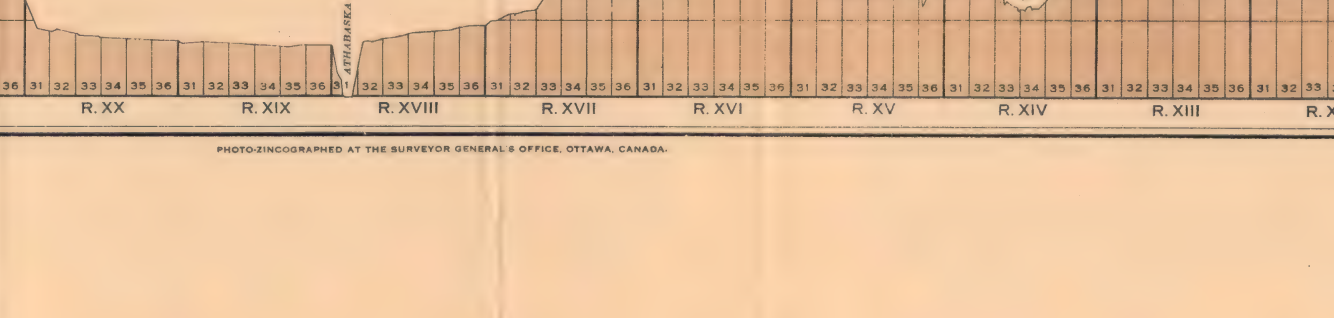 ATHABASKA
36 31 32 33 34 35 36 31 32 33 34 35 36 31 32 33 34 35 36 31 32 33 34 35 36 31 32 33 34 35 36 31 32 33 34 35 36 31 32 33 34 35 36 31 32 33 34 35 36 31 32 33
R. XX R. XIX R. XVIII R. XVII R. XVI R. XV R. XIV R. XIII R. X
PHOTO-ZINCOGRAPHED AT THE SURVEYOR GENERAL'S OFFICE, OTTAWA, CANADA.